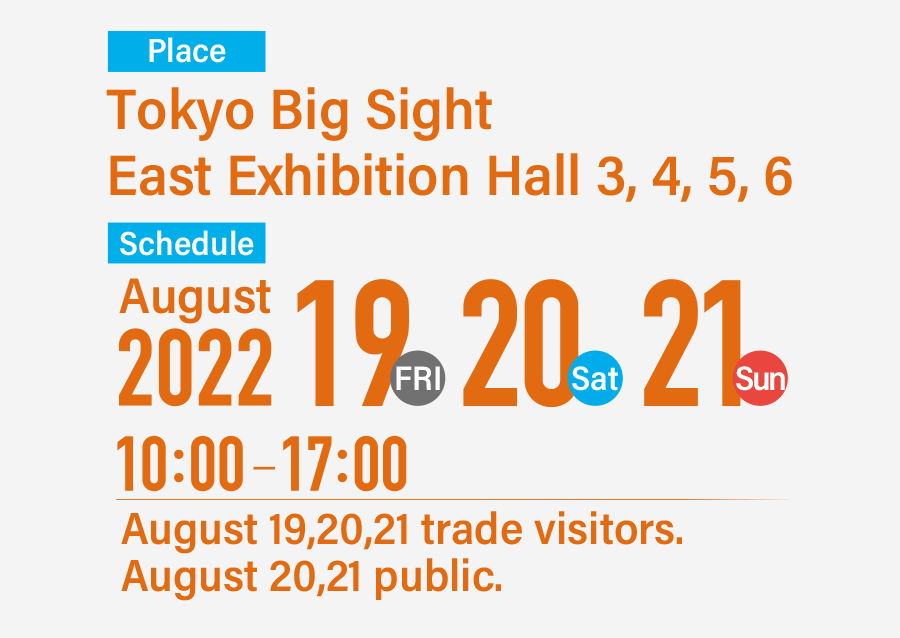 Place
Tokyo Big Sight
East Exhibition Hall 3, 4, 5, 6
Schedule
August
2022
19 FRI 20 Sat 21 Sun
10:00–17:00
August 19,20,21 trade visitors.
August 20,21 public.